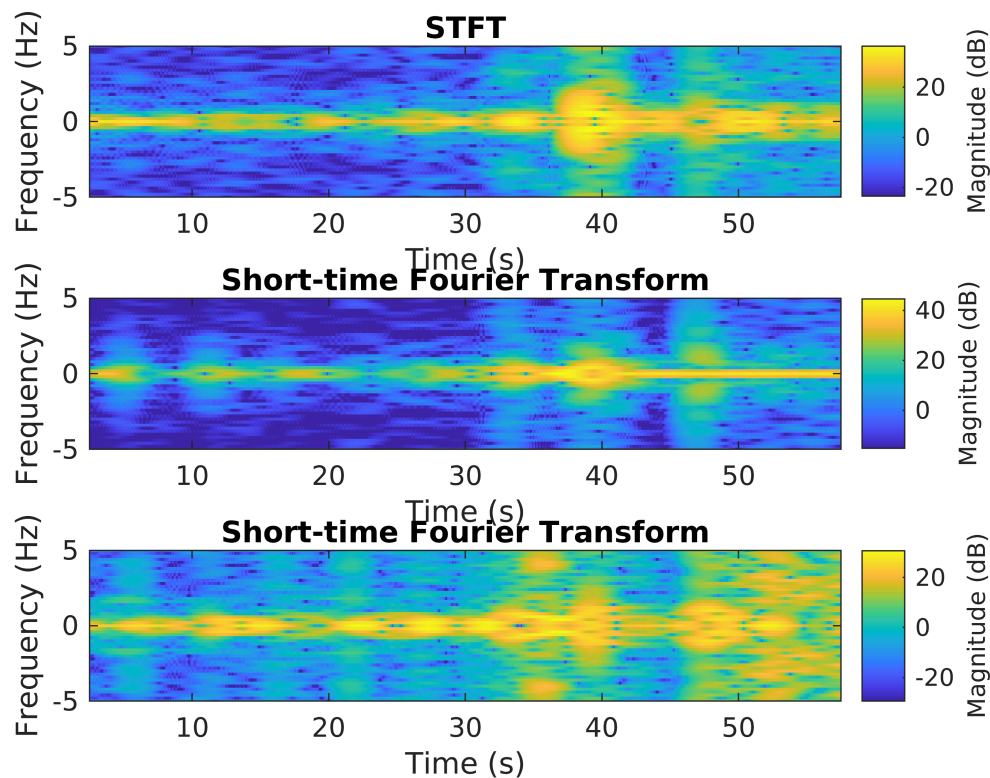 STFT
Frequency (Hz)
5
0
-5
10 20 30 40 50
Time (s)
20
0
-20
Magnitude (dB)
Short-time Fourier Transform
Frequency (Hz)
5
0
-5
10 20 30 40 50
Time (s)
40
20
0
Magnitude (dB)
Short-time Fourier Transform
Frequency (Hz)
5
0
-5
10 20 30 40 50
Time (s)
20
0
-20
Magnitude (dB)